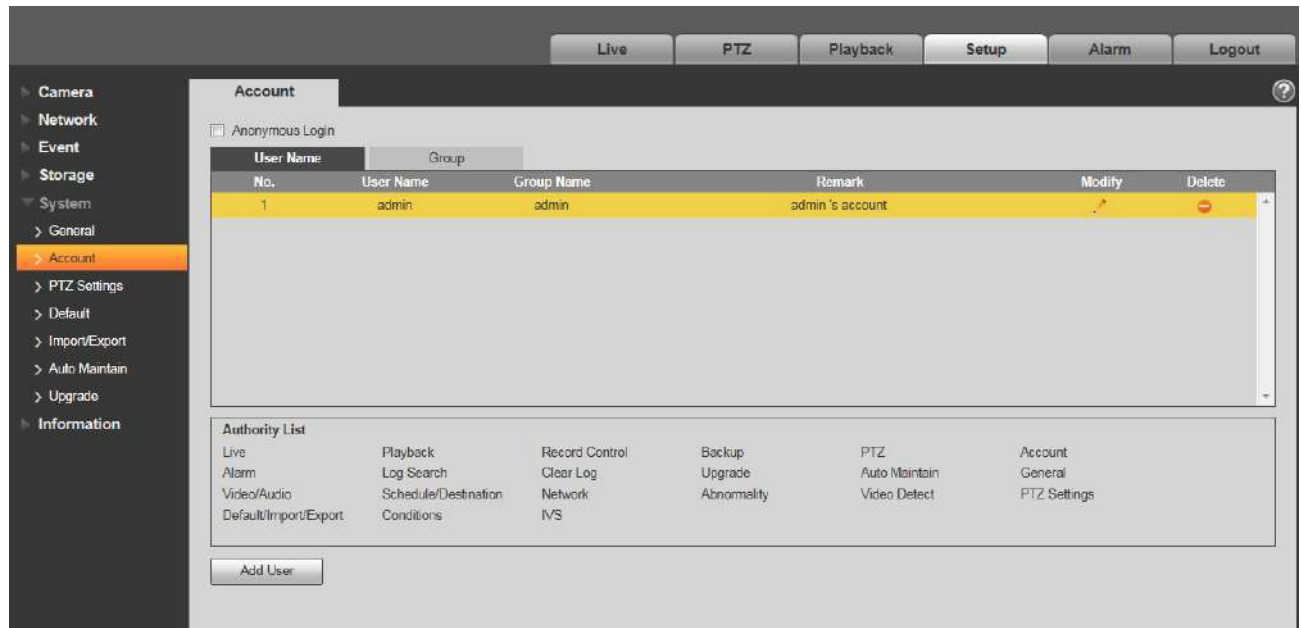 Live PTZ Playback Setup Alarm Logout
Camera
Network
Event
Storage
System
General
Account
PTZ Settings
Default
Import/Export
Auto Maintain
Upgrade
Information
Account ?
Anonymous Login
User Name Group
No. User Name Group Name Remark Modify Delete
1 admin admin admin 's account
Authority List
Live Playback Record Control Backup PTZ Account
Alarm Log Search Clear Log Upgrade Auto Maintain General
Video/Audio Schedule/Destination Network Abnormality Video Detect PTZ Settings
Default/Import/Export Conditions IVS
Add User